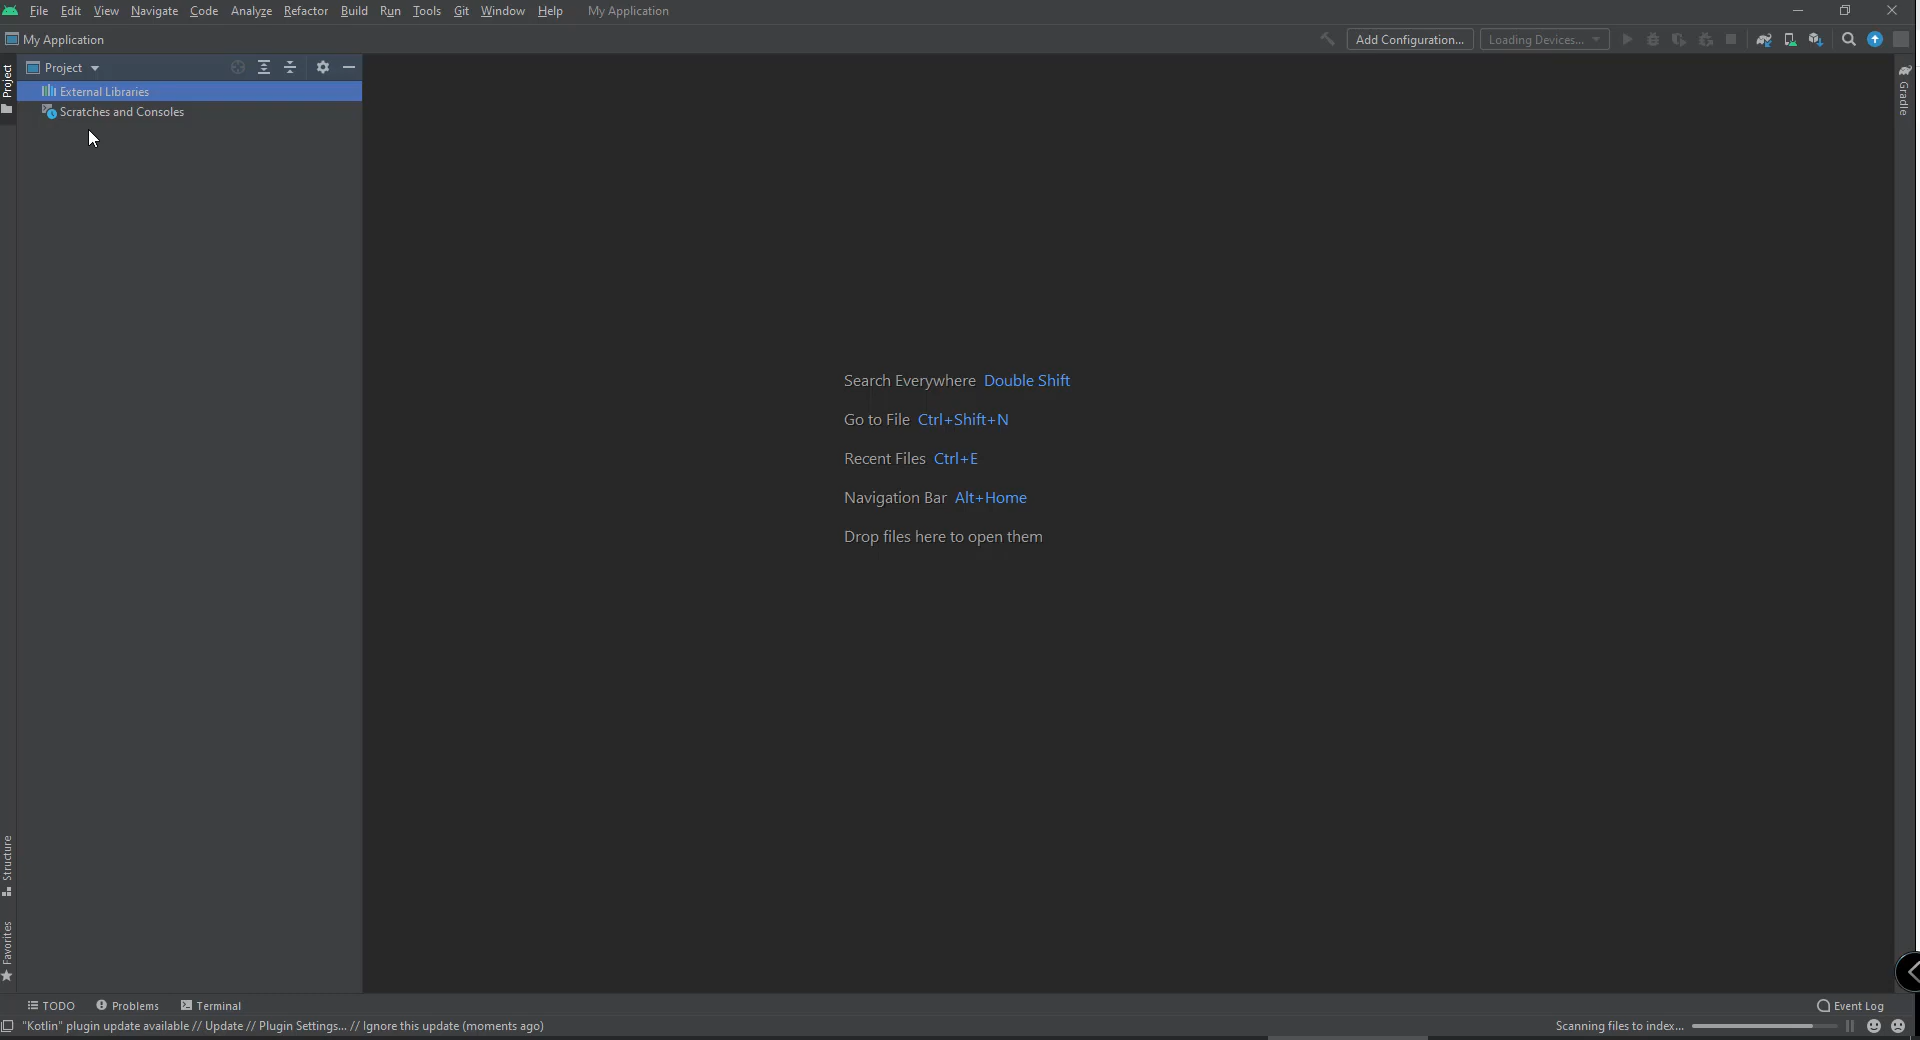 File Edit View Navigate Code Analyze Refactor Build Run Tools Git Window Help My Application
My Application Add Configuration... Loading Devices...
Project
Project
External Libraries
Scratches and Consoles
Gradle
Search Everywhere Double Shift
Go to File Ctrl+Shift+N
Recent Files Ctrl+E
Navigation Bar Alt+Home
Drop files here to open them
Structure
Favorites
TODO Problems Terminal Event Log
"Kotlin" plugin update available // Update // Plugin Settings... // Ignore this update (moments ago) Scanning files to index...